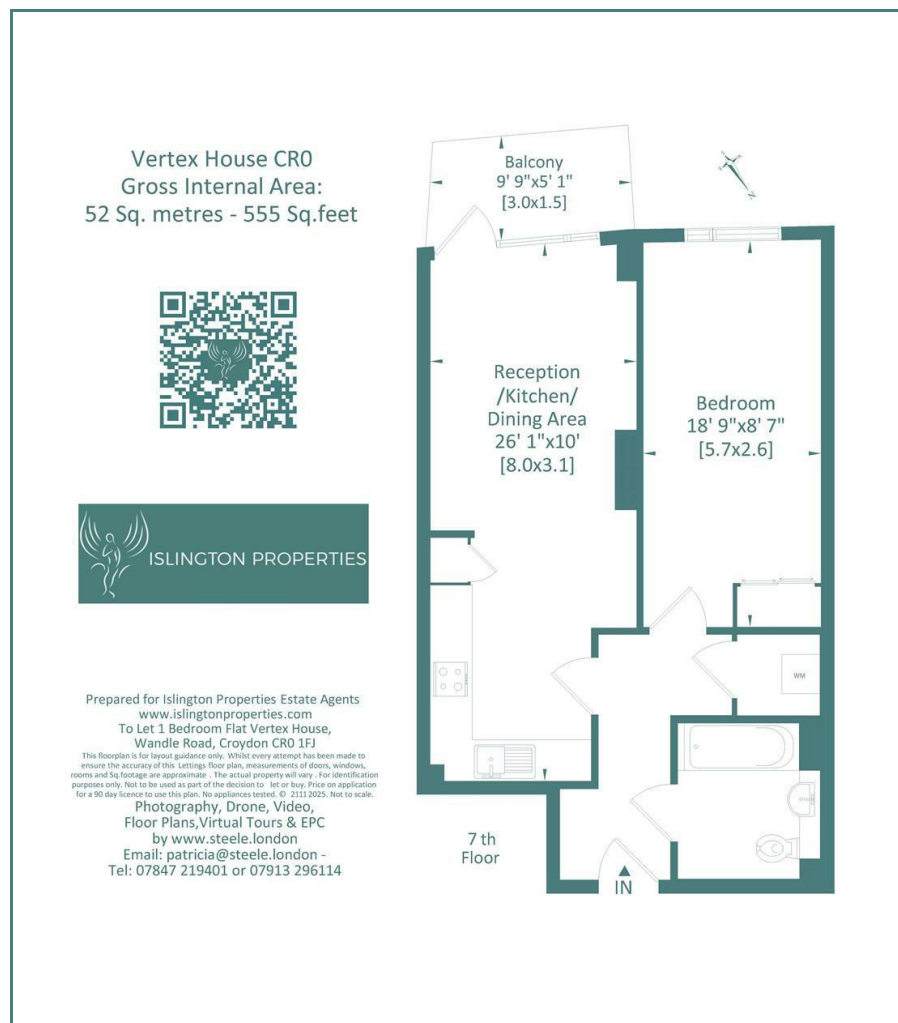 Vertex House CR0
Gross Internal Area:
52 Sq. metres - 555 Sq.feet
ISLINGTON PROPERTIES
Prepared for Islington Properties Estate Agents
www.islingtonproperties.com
To Let 1 Bedroom Flat Vertex House,
Wandle Road, Croydon CR0 1FJ
This floorplan is for layout guidance only. Whilst every attempt has been made to
ensure the accuracy of this Lettings floor plan, measurements of doors, windows,
rooms and Sq.footage are approximate . The actual property will vary . For identification
purposes only. Not to be used as part of the decision to let or buy. Price on application
for a 90 day licence to use this plan. No appliances tested. © 2111 2025. Not to scale.
Photography, Drone, Video,
Floor Plans,Virtual Tours & EPC
by www.steele.london
Email: patricia@steele.london -
Tel: 07847 219401 or 07913 296114
Balcony
9' 9"x5' 1"
[3.0x1.5]
N
Reception
/Kitchen/
Dining Area
26' 1"x10'
[8.0x3.1]
Bedroom
18' 9"x8' 7"
[5.7x2.6]
WM
7 th
Floor
IN